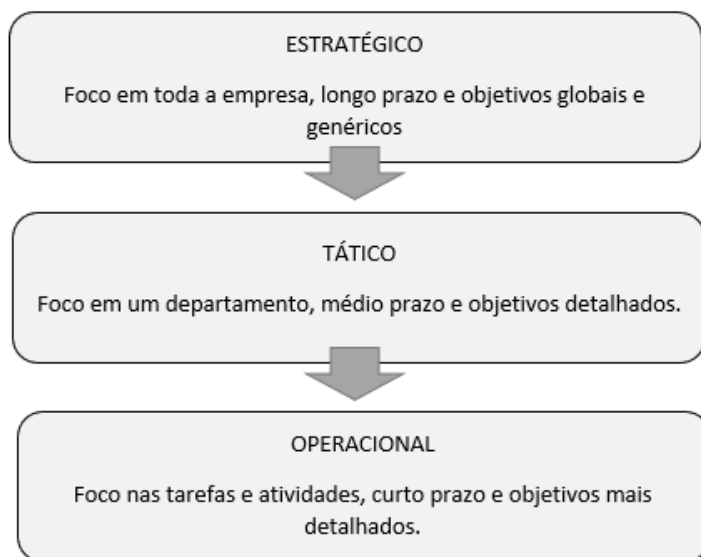 ESTRATÉGICO
Foco em toda a empresa, longo prazo e objetivos globais e
genéricos
TÁTICO
Foco em um departamento, médio prazo e objetivos detalhados.
OPERACIONAL
Foco nas tarefas e atividades, curto prazo e objetivos mais
detalhados.